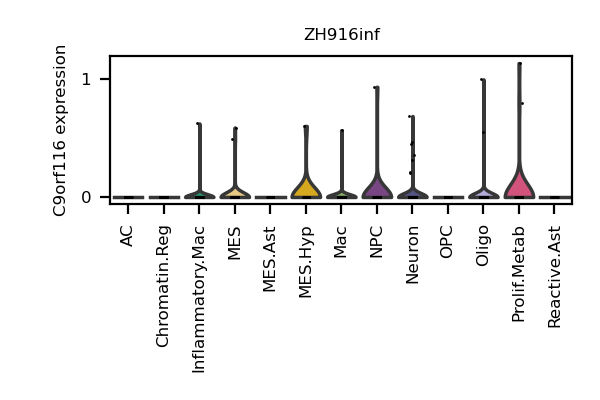 ZH916inf
C9orf116 expression
1
0
AC
Chromatin.Reg
Inflammatory.Mac
MES
MES.Ast
MES.Hyp
Mac
NPC
Neuron
OPC
Oligo
Prolif.Metab
Reactive.Ast